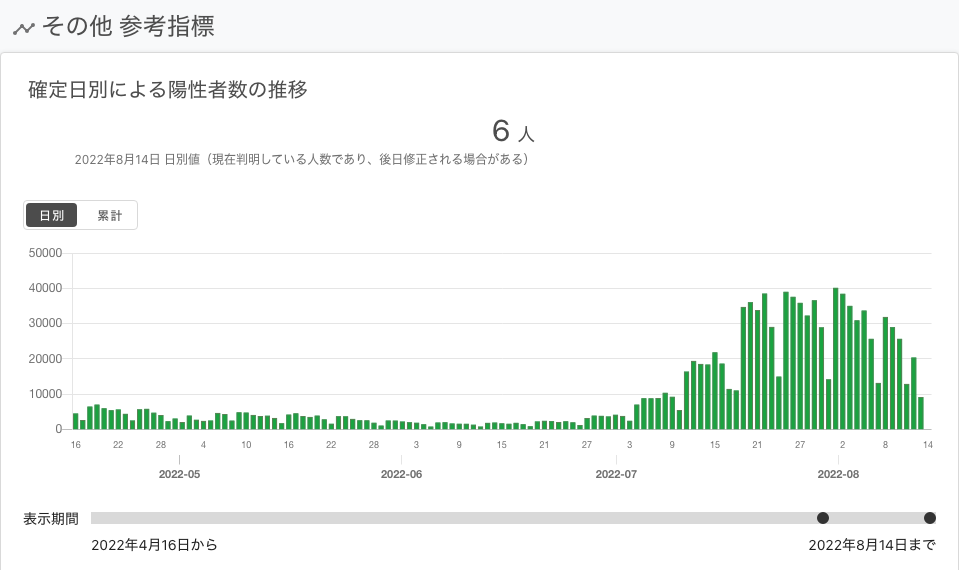 その他 参考指標
確定日別による陽性者数の推移
6 人
2022年8月14日 日別値（現在判明している人数であり、後日修正される場合がある）
日別 累計
50000
40000
30000
20000
10000
0
16 22 28 4 10 16 22 28 3 9 15 21 27 3 9 15 21 27 2 8 14
2022-05 2022-06 2022-07 2022-08
表示期間
2022年4月16日から 2022年8月14日まで